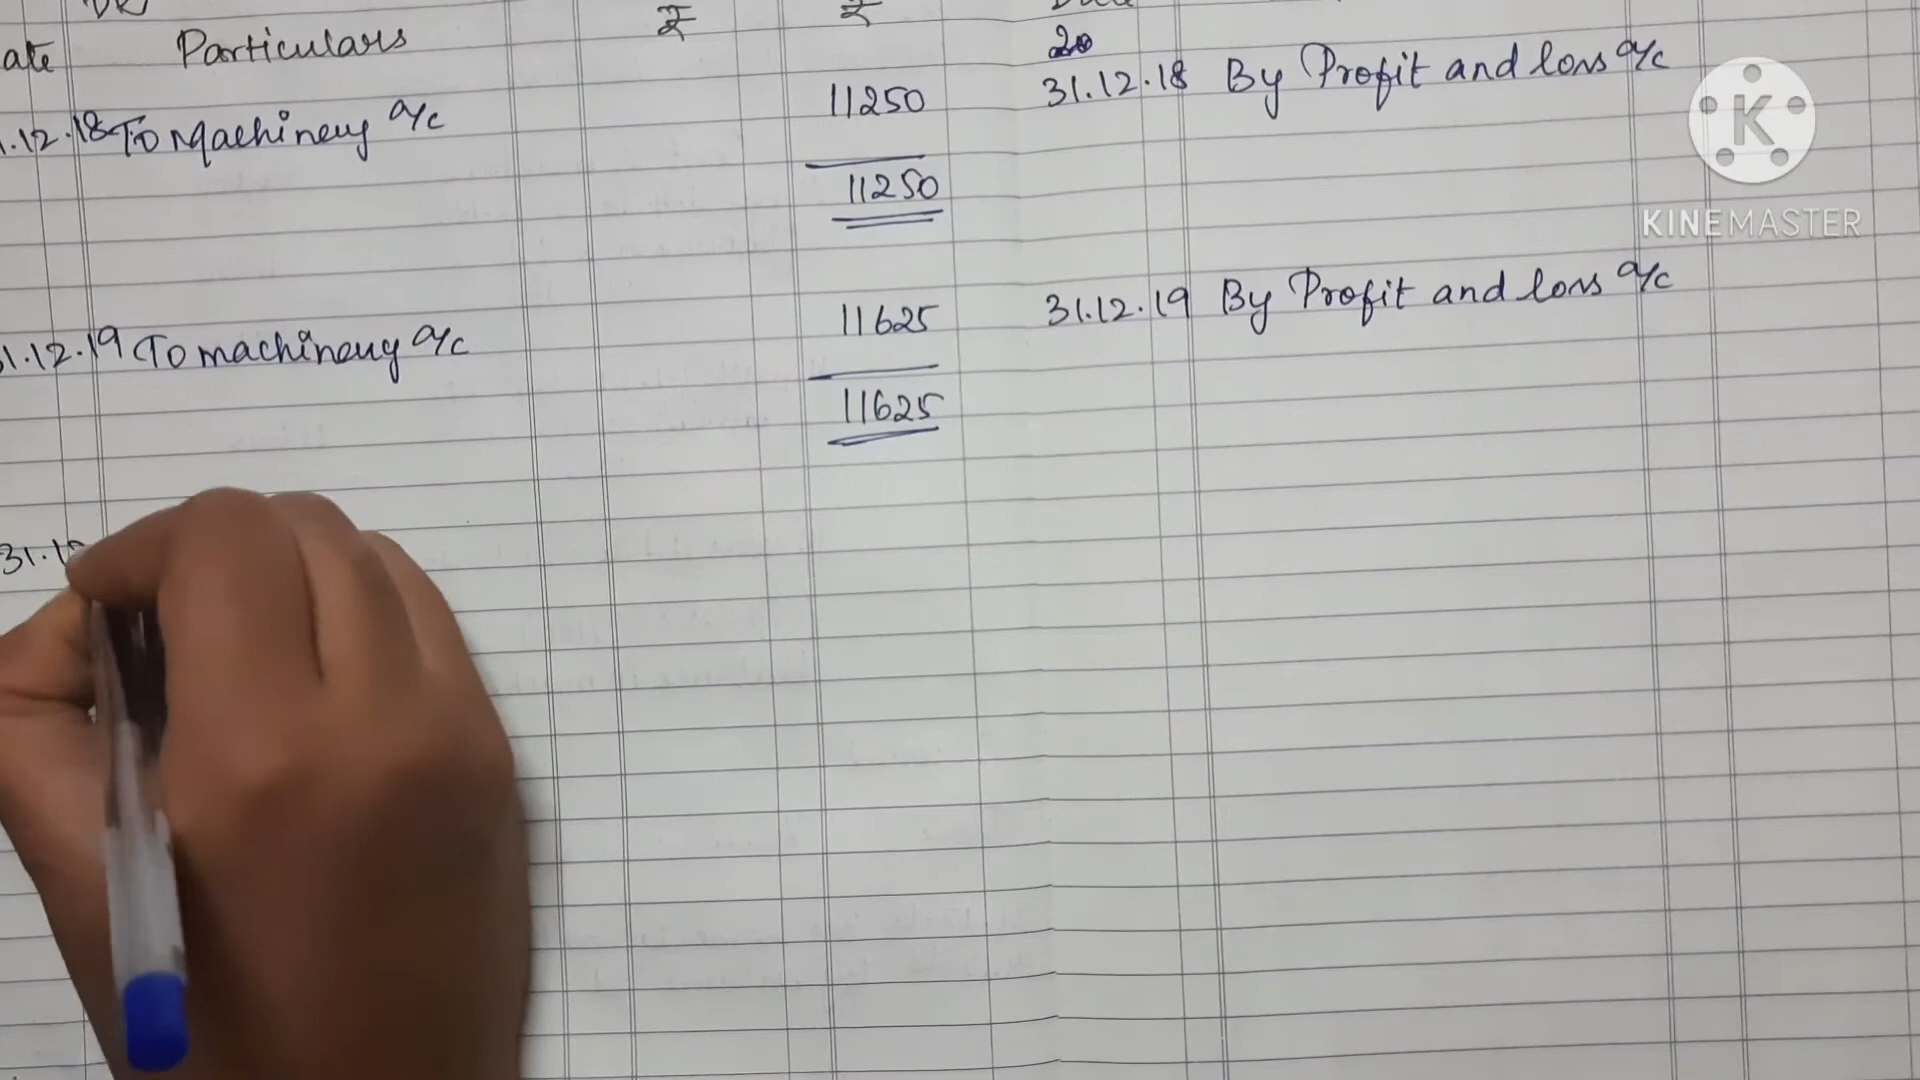 Particulars ₹ ₹
20
.12.18 To Machinery a/c 11250 31.12.18 By Profit and loss a/c
11250
31.12.19 To machinery a/c 11625 31.12.19 By Profit and loss a/c
11625
31.12
K
KINEMASTER